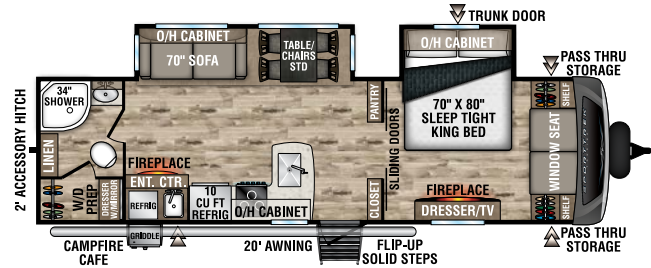 TRUNK DOOR
O/H CABINET
70" SOFA
TABLE/
CHAIRS
STD
O/H CABINET
PASS THRU
STORAGE
34"
SHOWER
PANTRY
SLIDING DOORS
70" X 80"
SLEEP TIGHT
KING BED
SHELF
WINDOW SEAT
SPORTTREK
2' ACCESSORY HITCH
LINEN
FIREPLACE
ENT. CTR.
W/D
PREP
DRESSER
W/MIRROR
REFRIG
10
CU FT
REFRIG
O/H CABINET
CLOSET
FIREPLACE
DRESSER/TV
SHELF
GRIDDLE
CAMPFIRE
CAFE
20' AWNING
FLIP-UP
SOLID STEPS
PASS THRU
STORAGE